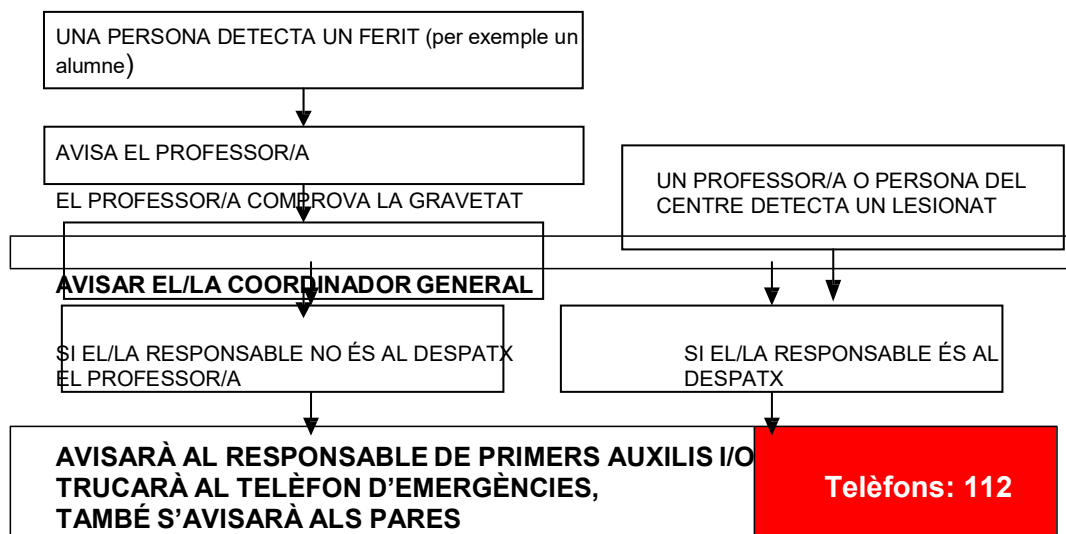 UNA PERSONA DETECTA UN FERIT (per exemple un
alumne)
AVISA EL PROFESSOR/A
EL PROFESSOR/A COMPROVA LA GRAVETAT
UN PROFESSOR/A O PERSONA DEL
CENTRE DETECTA UN LESIONAT
AVISAR EL/LA COORDINADOR GENERAL
SI EL/LA RESPONSABLE NO ÉS AL DESPATX
EL PROFESSOR/A
SI EL/LA RESPONSABLE ÉS AL
DESPATX
AVISARÀ AL RESPONSABLE DE PRIMERS AUXILIS I/O
TRUCARÀ AL TELÈFON D'EMERGÈNCIES,
TAMBÉ S'AVISARÀ ALS PARES
Telèfons: 112